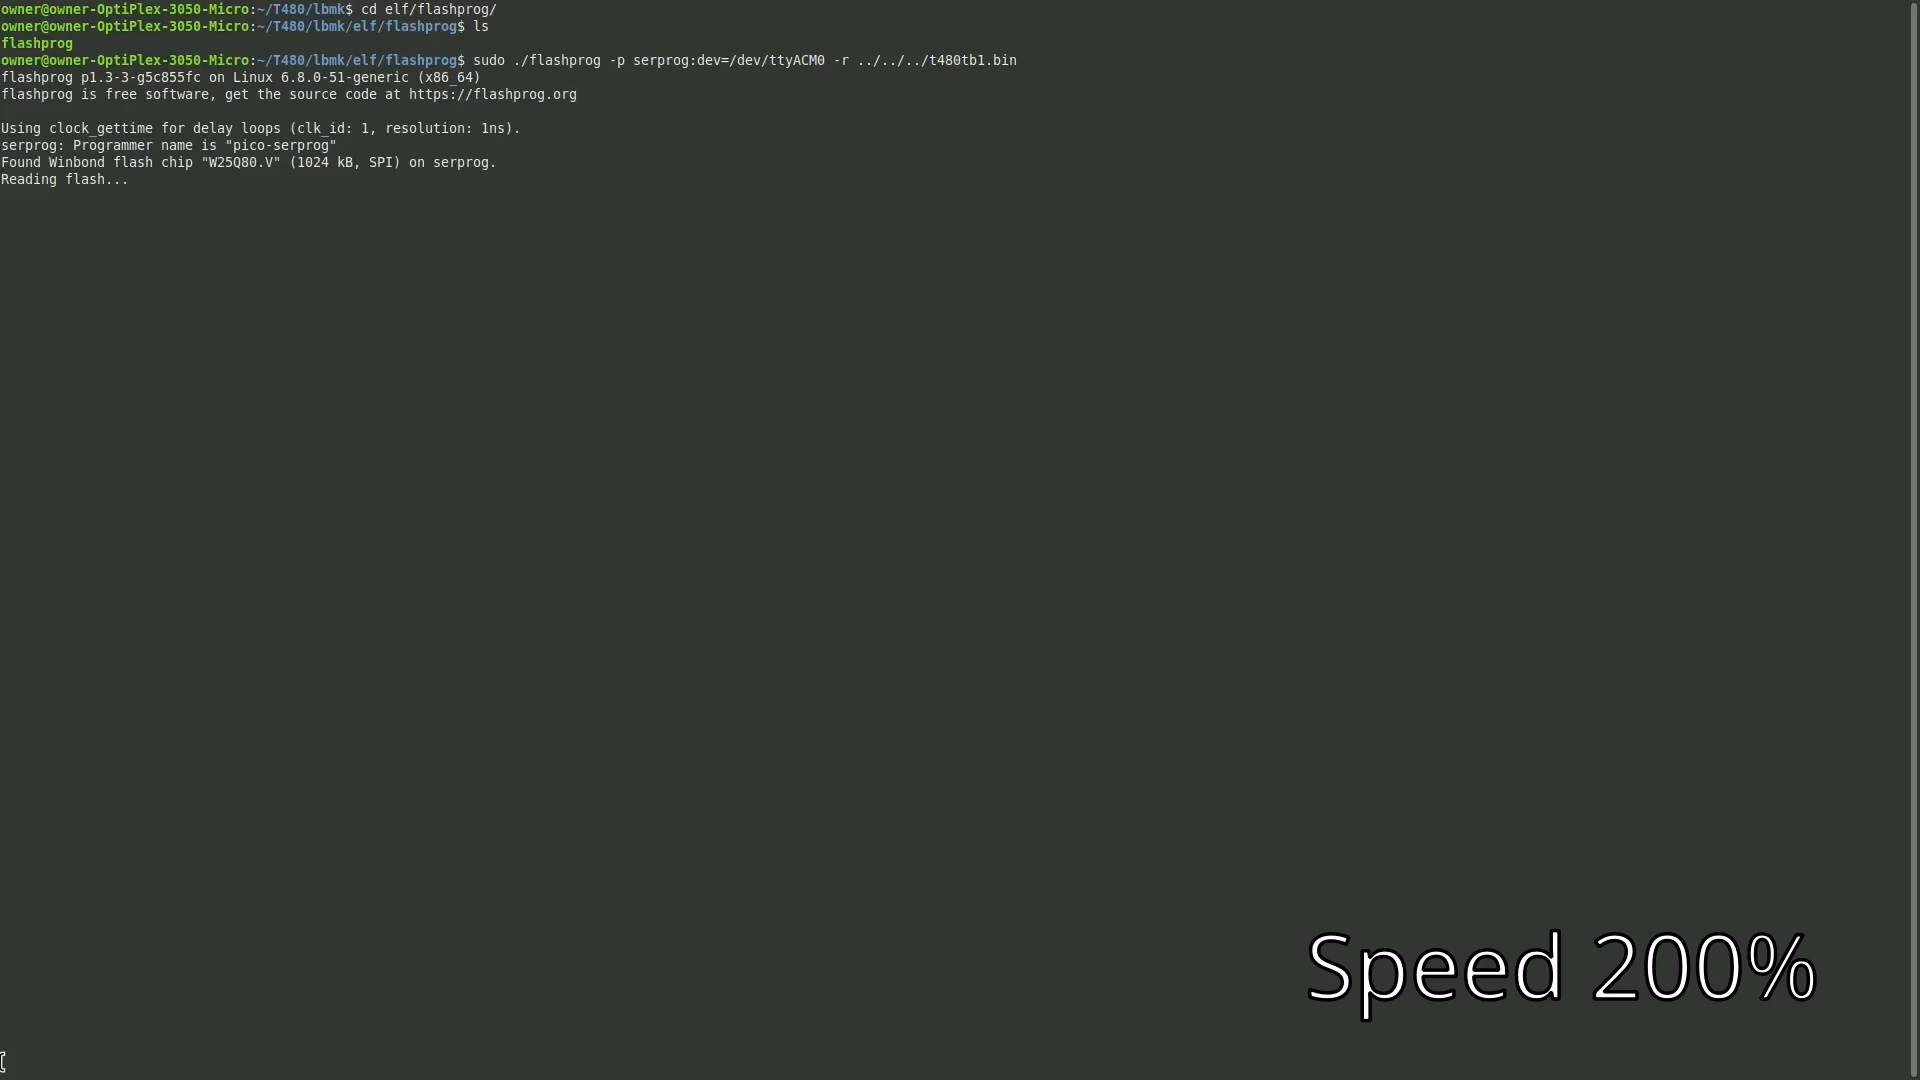 owner@owner-OptiPlex-3050-Micro:~/T480/lbmk$ cd elf/flashprog/
owner@owner-OptiPlex-3050-Micro:~/T480/lbmk/elf/flashprog$ ls
flashprog
owner@owner-OptiPlex-3050-Micro:~/T480/lbmk/elf/flashprog$ sudo ./flashprog -p serprog:dev=/dev/ttyACM0 -r ../../../t480tb1.bin
flashprog p1.3-3-g5c855fc on Linux 6.8.0-51-generic (x86_64)
flashprog is free software, get the source code at https://flashprog.org

Using clock_gettime for delay loops (clk_id: 1, resolution: 1ns).
serprog: Programmer name is "pico-serprog"
Found Winbond flash chip "W25Q80.V" (1024 kB, SPI) on serprog.
Reading flash...
Speed 200%